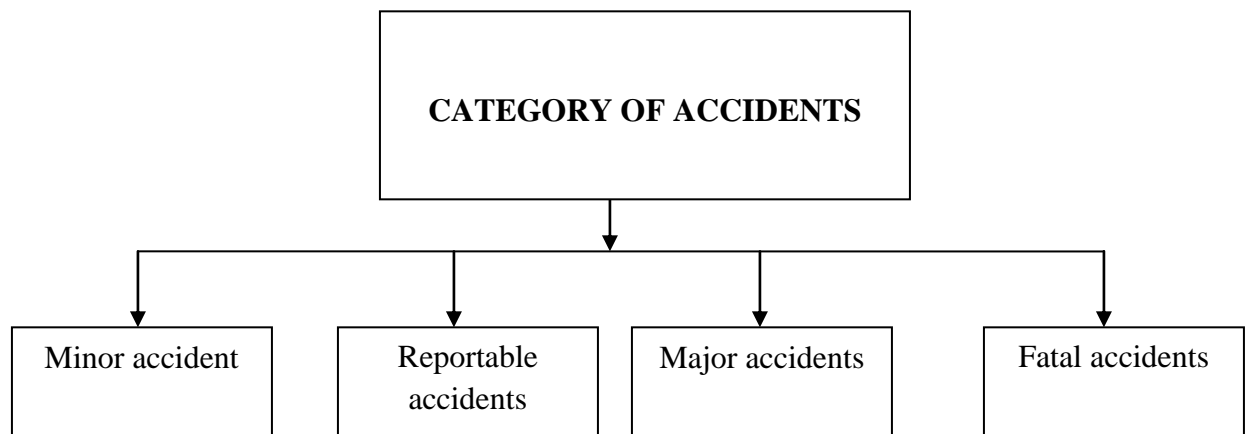 CATEGORY OF ACCIDENTS
Minor accident
Reportable
accidents
Major accidents
Fatal accidents